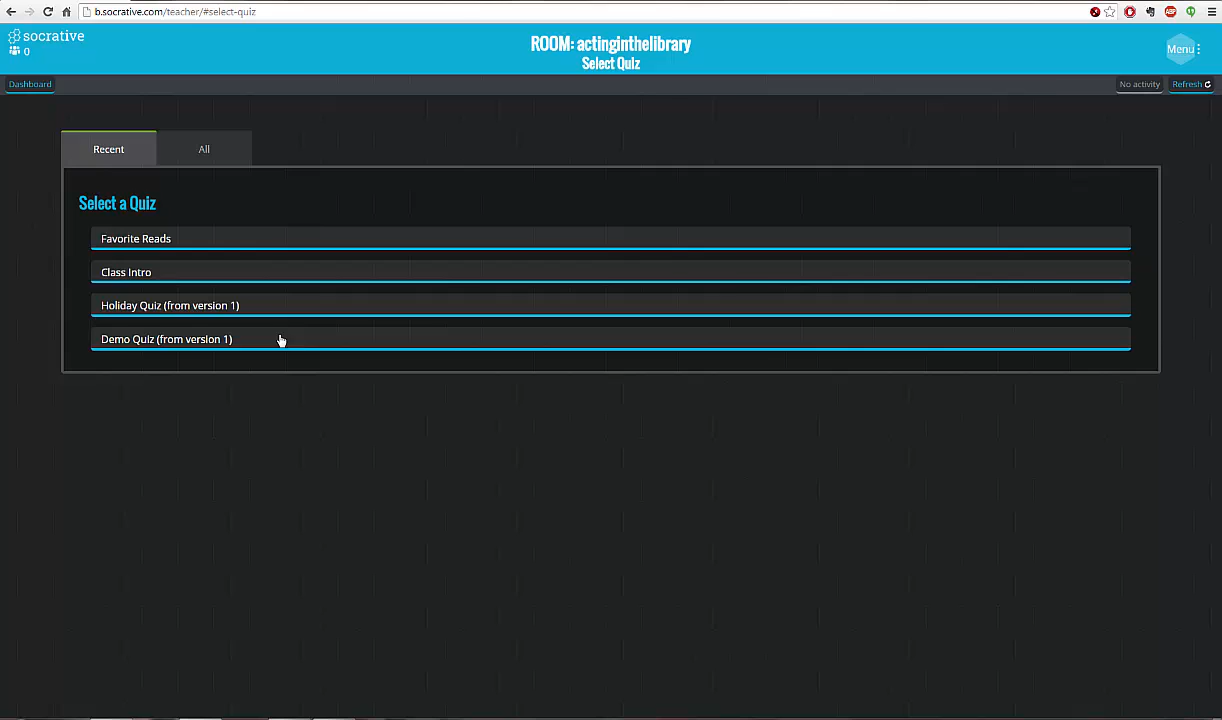 b.socrative.com/teacher/#select-quiz
socrative
0
ROOM: actinginthelibrary
Select Quiz
Menu
Dashboard
No activity
Refresh
Recent
All
Select a Quiz
Favorite Reads
Class Intro
Holiday Quiz (from version 1)
Demo Quiz (from version 1)